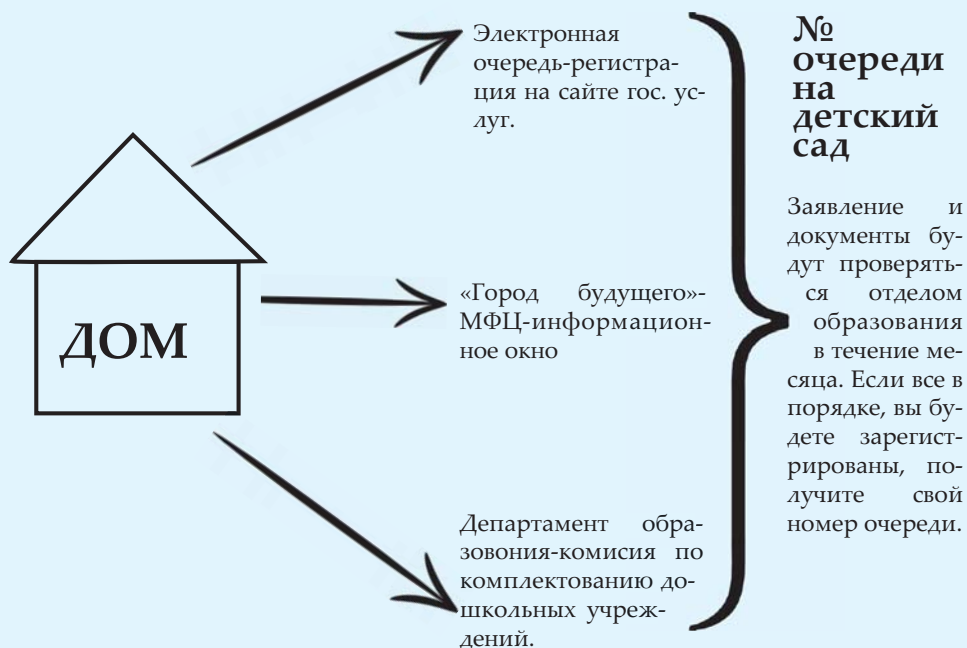 ДОМ
Электронная
очередь-регистра-
ция на сайте гос. ус-
луг.
«Город будущего»-
МФЦ-информацион-
ное окно
Департамент обра-
зовония-комисия по
комплектованию до-
школьных учреж-
дений.
№
очереди
на
детский
сад
Заявление и
документы бу-
дут проверять-
ся отделом
образования
в течение ме-
сяца. Если все в
порядке, вы бу-
дете зарегист-
рированы, по-
лучите свой
номер очереди.